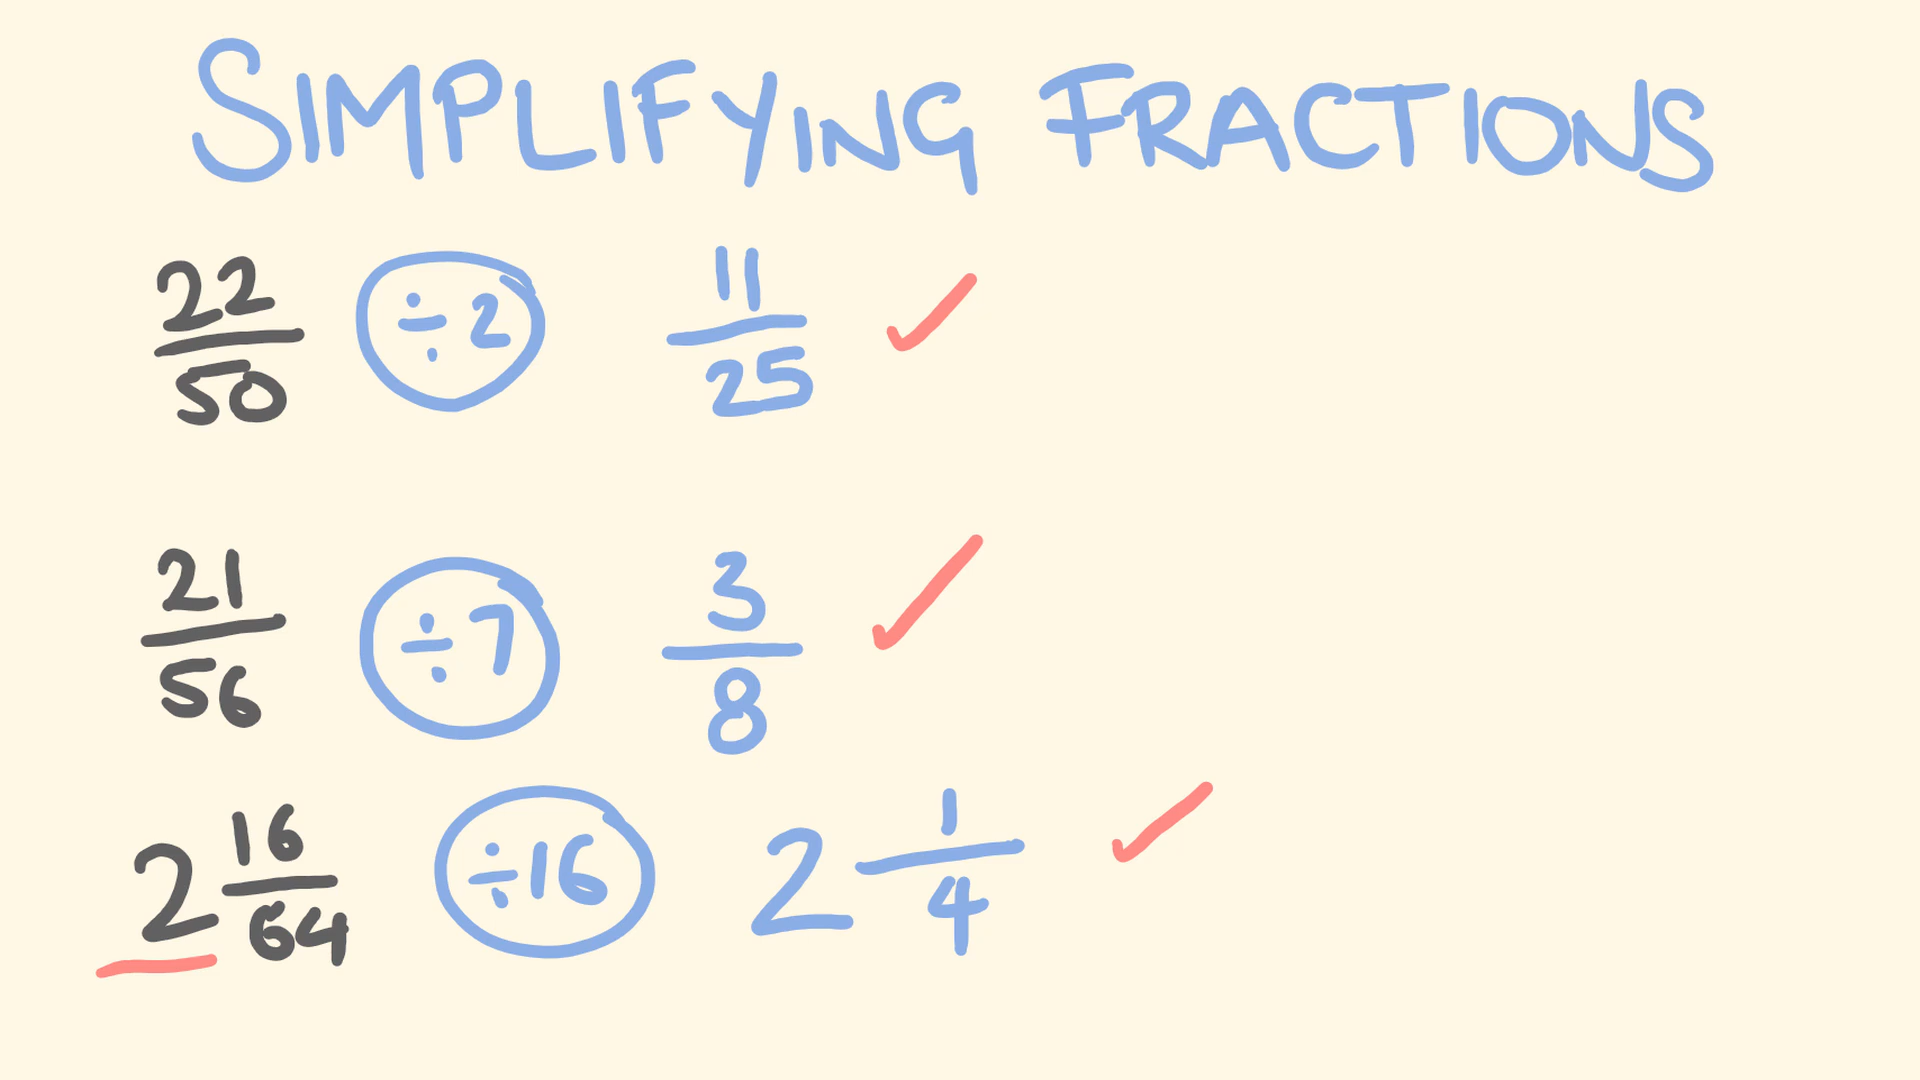 SIMPLIFYING FRACTIONS
22/50 ÷2 11/25
21/56 ÷7 3/8
2 16/64 ÷16 2 1/4